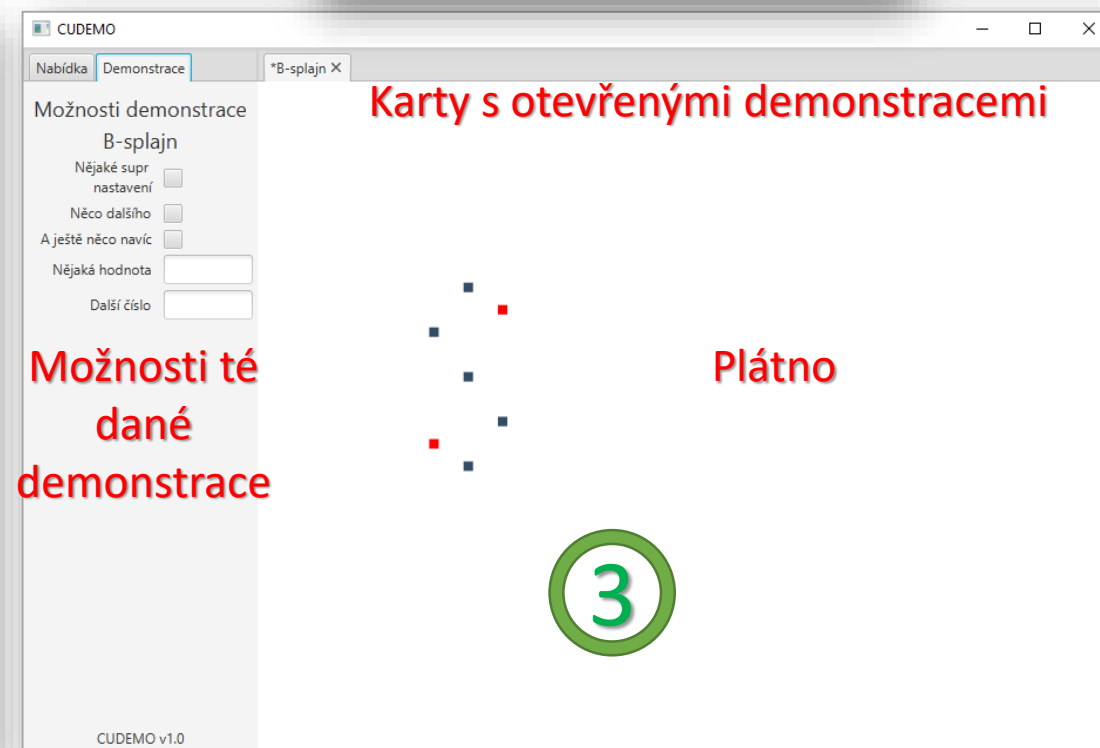 CUDEMO
Nabídka Demonstrace *B-splajn
Karty s otevřenými demonstracemi
Možnosti demonstrace
B-splajn
Nějaké supr
nastavení
Něco dalšího
A ještě něco navíc
Nějaká hodnota
Další číslo
Možnosti té
dané
demonstrace
Plátno
3
CUDEMO v1.0